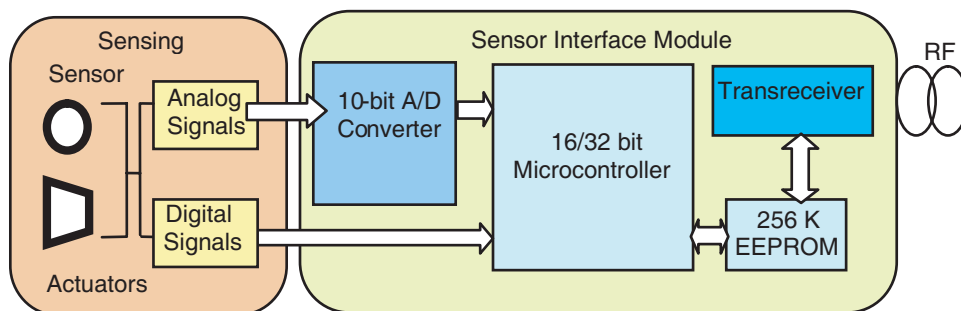 Sensing
Sensor
Analog
Signals
Digital
Signals
Actuators
Sensor Interface Module
10-bit A/D
Converter
16/32 bit
Microcontroller
Transreceiver
256 K
EEPROM
RF